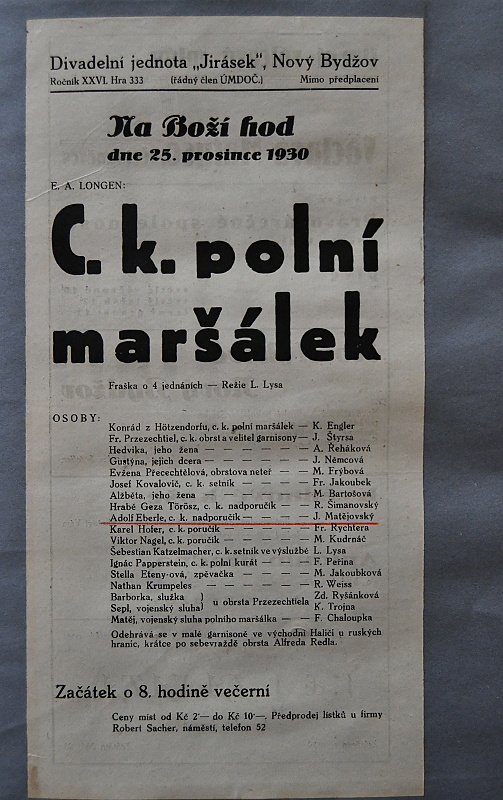 Divadelní jednota „Jirásek“, Nový Bydžov
Ročník XXVI. Hra 333 (řádný člen ÚMDOČ.) Mimo předplacení
Na Boží hod
dne 25. prosince 1930
E. A. LONGEN:
C. k. polní
maršálek
Fraška o 4 jednáních — Režie L. Lysa
OSOBY:
Konrád z Hötzendorfu, c. k. polní maršálek — K. Engler
Fr. Przezechtiel, c. k. obrst a velitel garnisony — J. Štyrsa
Hedvika, jeho žena — — — — — A. Řeháková
Gustýna, jejich dcera — — — — — J. Němcová
Evžena Přecechtělová, obrstova neteř — — M. Frýbová
Josef Kovalovič, c. k. setník — — — — Fr. Jakoubek
Alžběta, jeho žena — — — — — M. Bartošová
Hrabě Geza Törösz, c. k. nadporučík — — R. Šimanovský
Adolf Eberle, c. k. nadporučík — — — — J. Matějovský
Karel Hofer, c. k. poručík — — — — Fr. Rychtera
Viktor Nagel, c. k. poručík — — — — M. Kudrnáč
Šebestian Katzelmacher, c. k. setník ve výslužbě L. Lysa
Ignác Papperstein, c. k. polní kurát — — — F. Peřina
Stella Eteny-ová, zpěvačka — — — — M. Jakoubková
Nathan Krumpeles — — — — — R. Weiss
Barborka, služka } u obrsta Przezechtiela Zd. Ryšánková
Sepl, vojenský sluha } K. Trojna
Matěj, vojenský sluha polního maršálka — — F. Chaloupka
Odehrává se v malé garnisoně ve východní Haliči u ruských
hranic, krátce po sebevraždě obrsta Alfreda Redla.
Začátek o 8. hodině večerní
Ceny míst od Kč 2·— do Kč 10·—. Předprodej lístků u firmy
Robert Sacher, náměstí, telefon 52